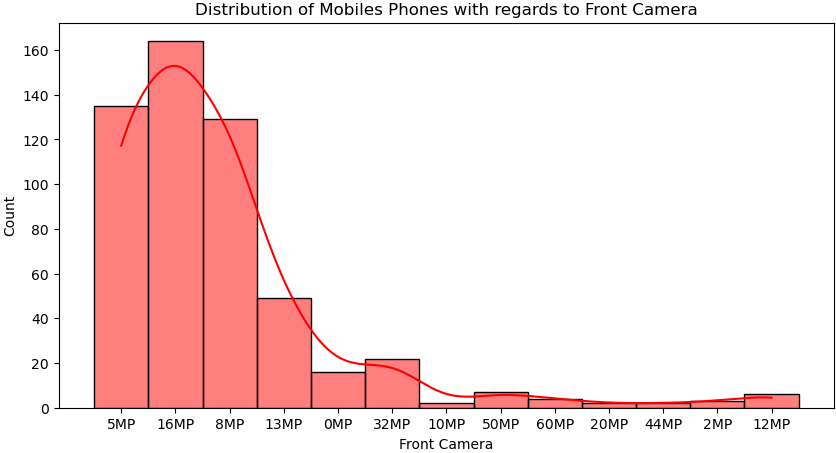 Distribution of Mobiles Phones with regards to Front Camera
160
140
120
100
80
60
40
20
0
Count
5MP 16MP 8MP 13MP 0MP 32MP 10MP 50MP 60MP 20MP 44MP 2MP 12MP
Front Camera